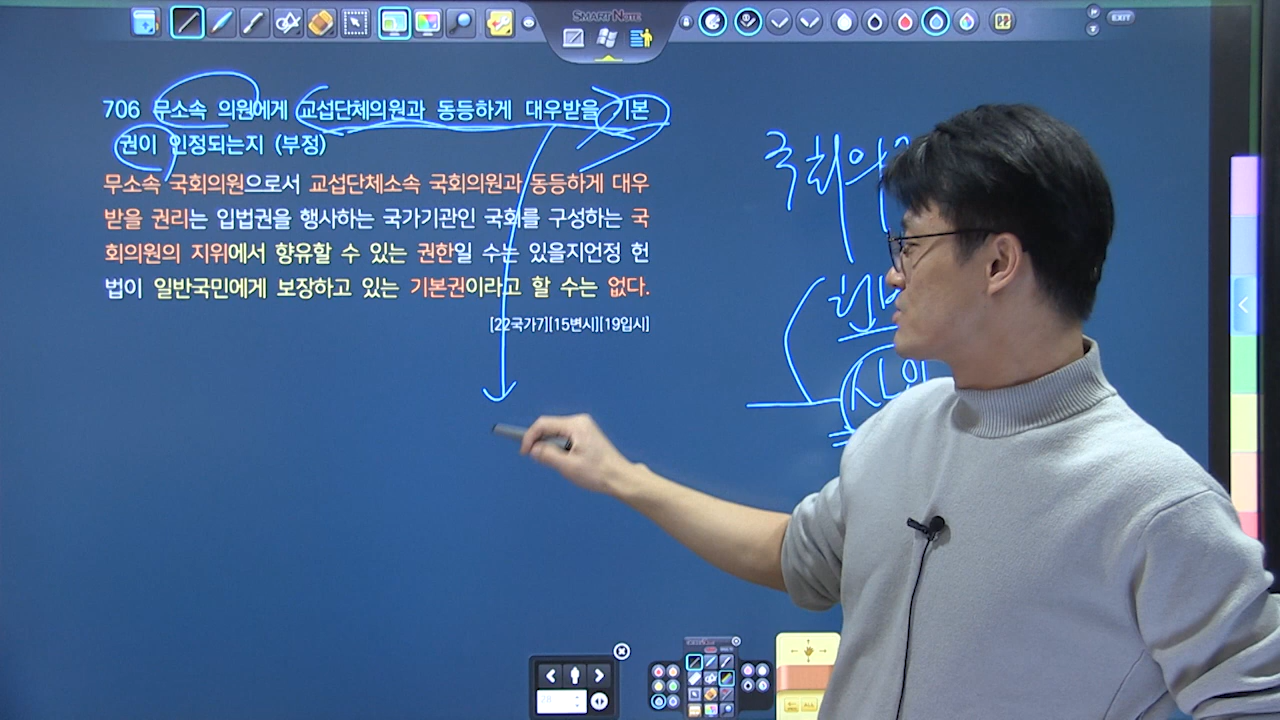 SMART NOTE
EXIT
706 무소속 의원에게 교섭단체의원과 동등하게 대우받을 기본
권이 인정되는지 (부정)
무소속 국회의원으로서 교섭단체소속 국회의원과 동등하게 대우
받을 권리는 입법권을 행사하는 국가기관인 국회를 구성하는 국
회의원의 지위에서 향유할 수 있는 권한일 수는 있을지언정 헌
법이 일반국민에게 보장하고 있는 기본권이라고 할 수는 없다.
[22국가7][15변시][19입시]
국회의